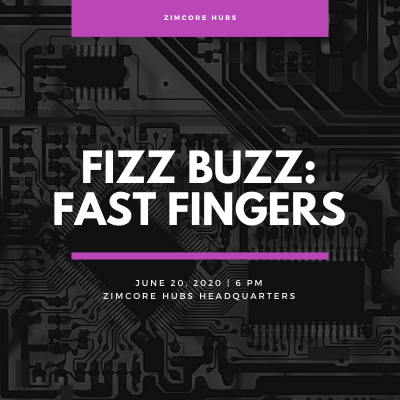 ZIMCORE HUBS
FIZZ BUZZ:
FAST FINGERS
JUNE 20, 2020 | 6 PM
ZIMCORE HUBS HEADQUARTERS